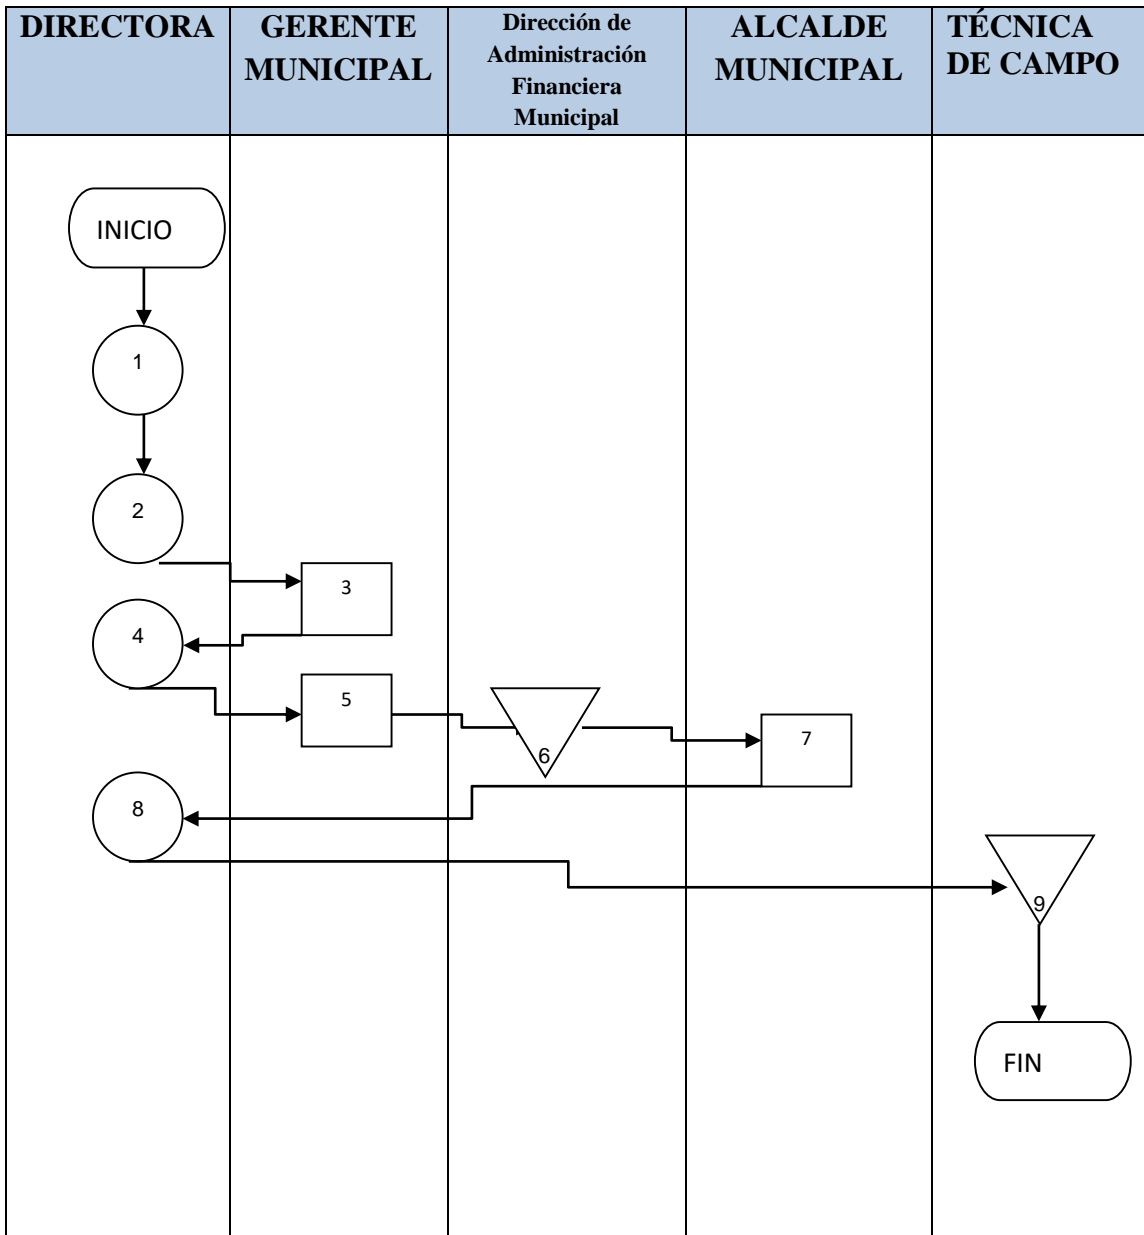 DIRECTORA
GERENTE
MUNICIPAL
Dirección de
Administración
Financiera
Municipal
ALCALDE
MUNICIPAL
TÉCNICA
DE CAMPO
INICIO
1
2
3
4
5
6
7
8
9
FIN